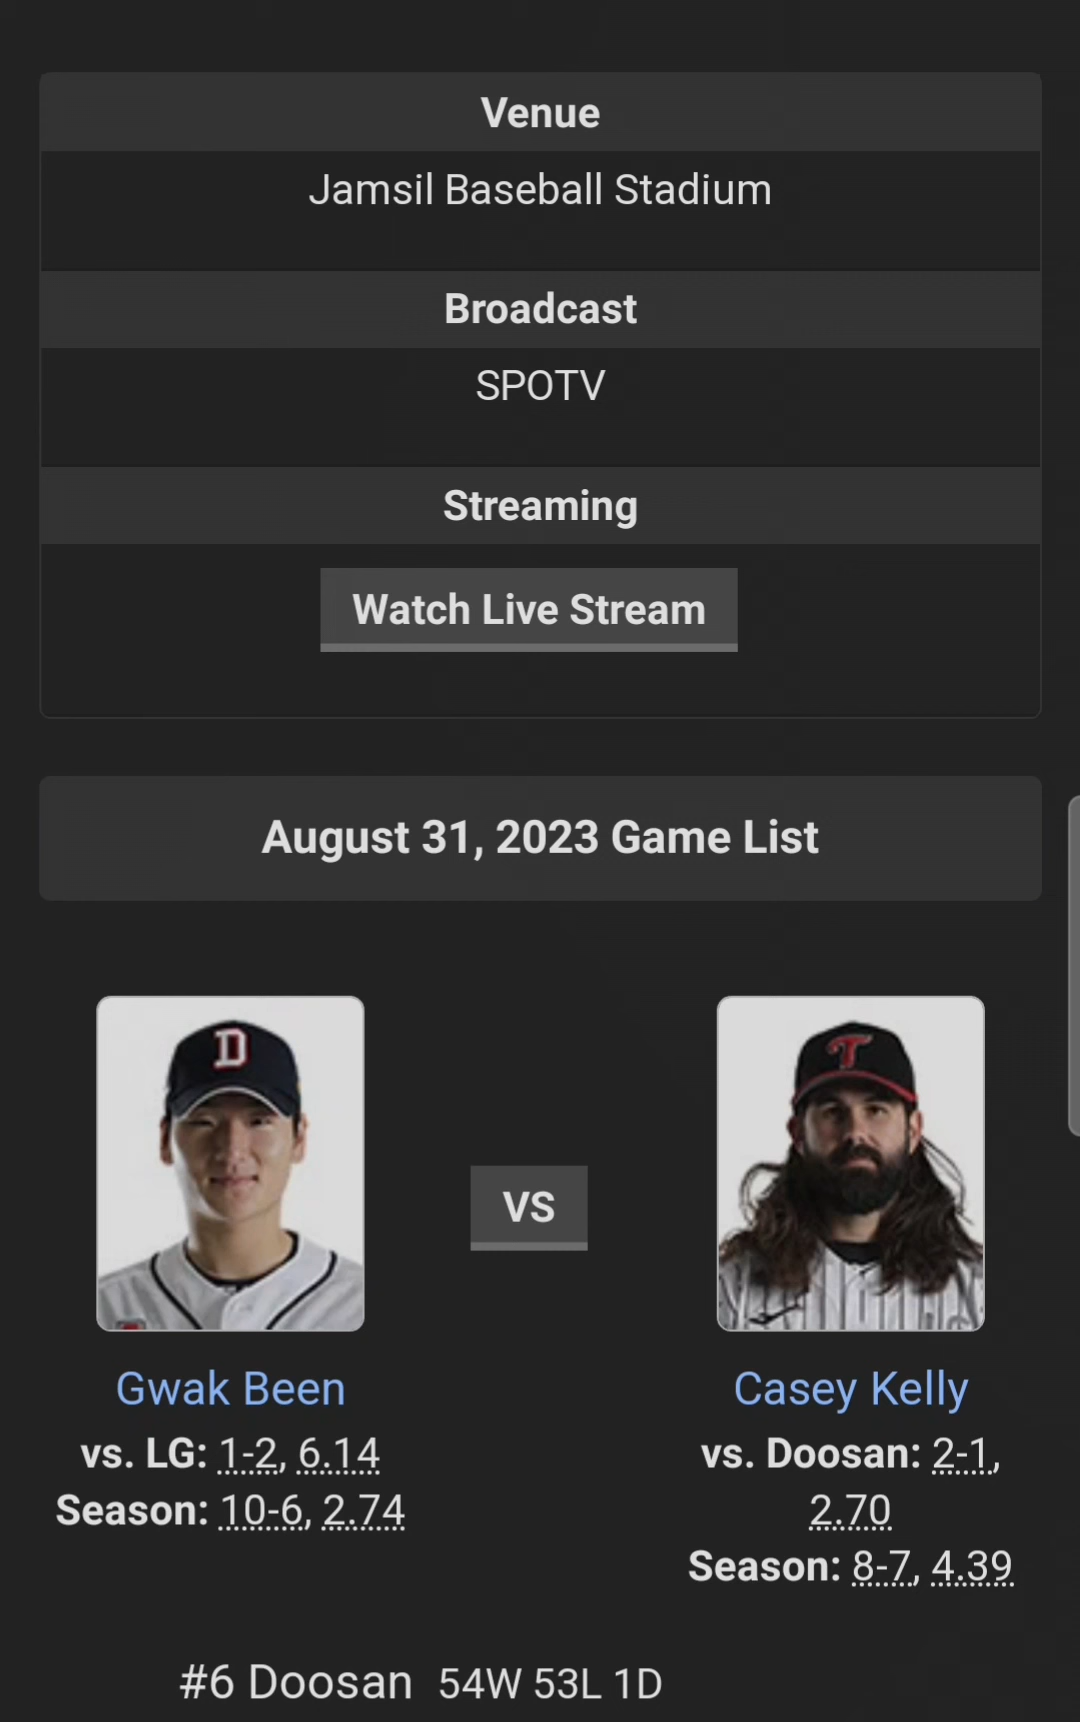 Venue
Jamsil Baseball Stadium
Broadcast
SPOTV
Streaming
Watch Live Stream
August 31, 2023 Game List
D
T
VS
Gwak Been
vs. LG: 1-2, 6.14
Season: 10-6, 2.74
Casey Kelly
vs. Doosan: 2-1,
2.70
Season: 8-7, 4.39
#6 Doosan 54W 53L 1D